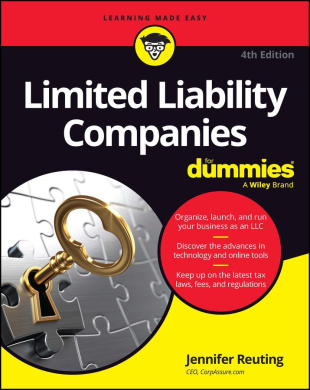 LEARNING MADE EASY
4th Edition
Limited Liability
Companies
for
dummies
A Wiley Brand
Organize, launch, and run
your business as an LLC
Discover the advances in
technology and online tools
Keep up on the latest tax
laws, fees, and regulations
Jennifer Reuting
CEO, CorpAssure.com